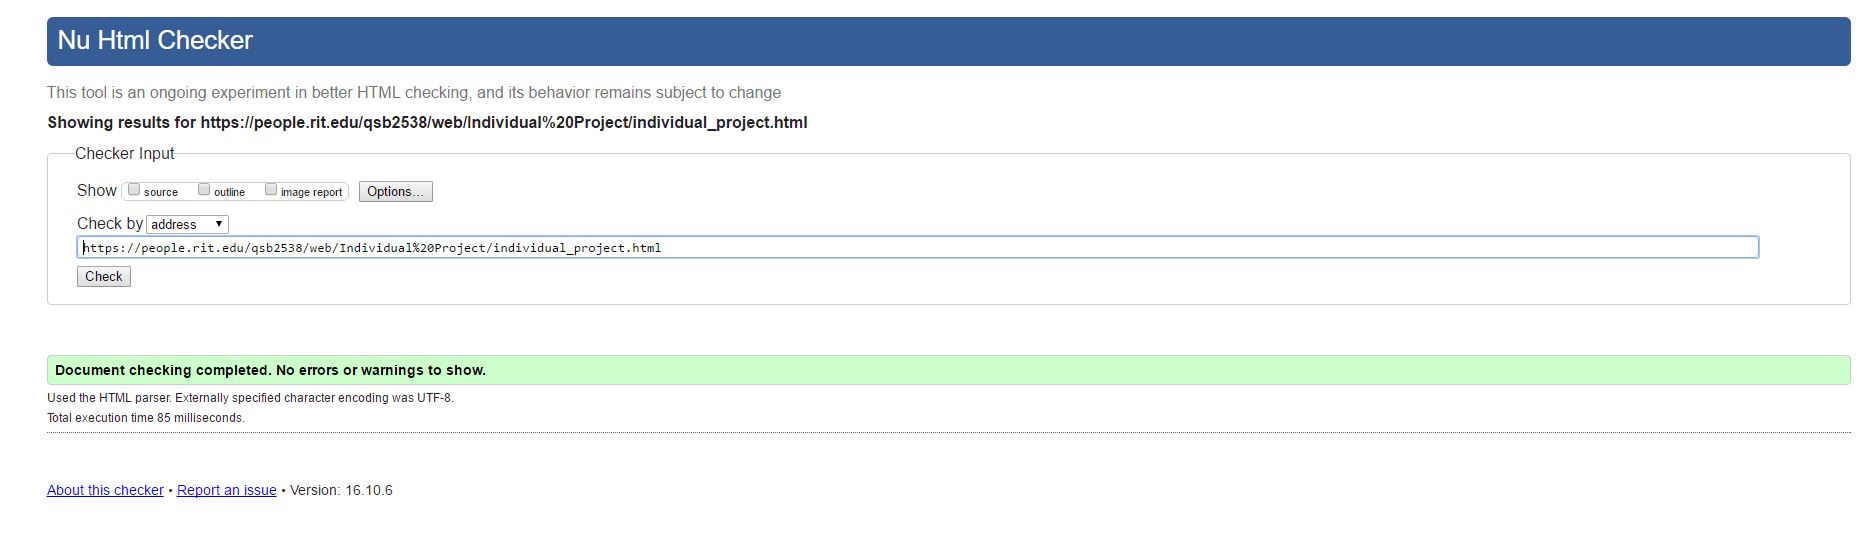 Nu Html Checker
This tool is an ongoing experiment in better HTML checking, and its behavior remains subject to change
Showing results for https://people.rit.edu/qsb2538/web/Individual%20Project/individual_project.html
Checker Input
Show source outline image report Options...
Check by address
https://people.rit.edu/qsb2538/web/Individual%20Project/individual_project.html
Check
Document checking completed. No errors or warnings to show.
Used the HTML parser. Externally specified character encoding was UTF-8.
Total execution time 85 milliseconds.
About this checker • Report an issue • Version: 16.10.6